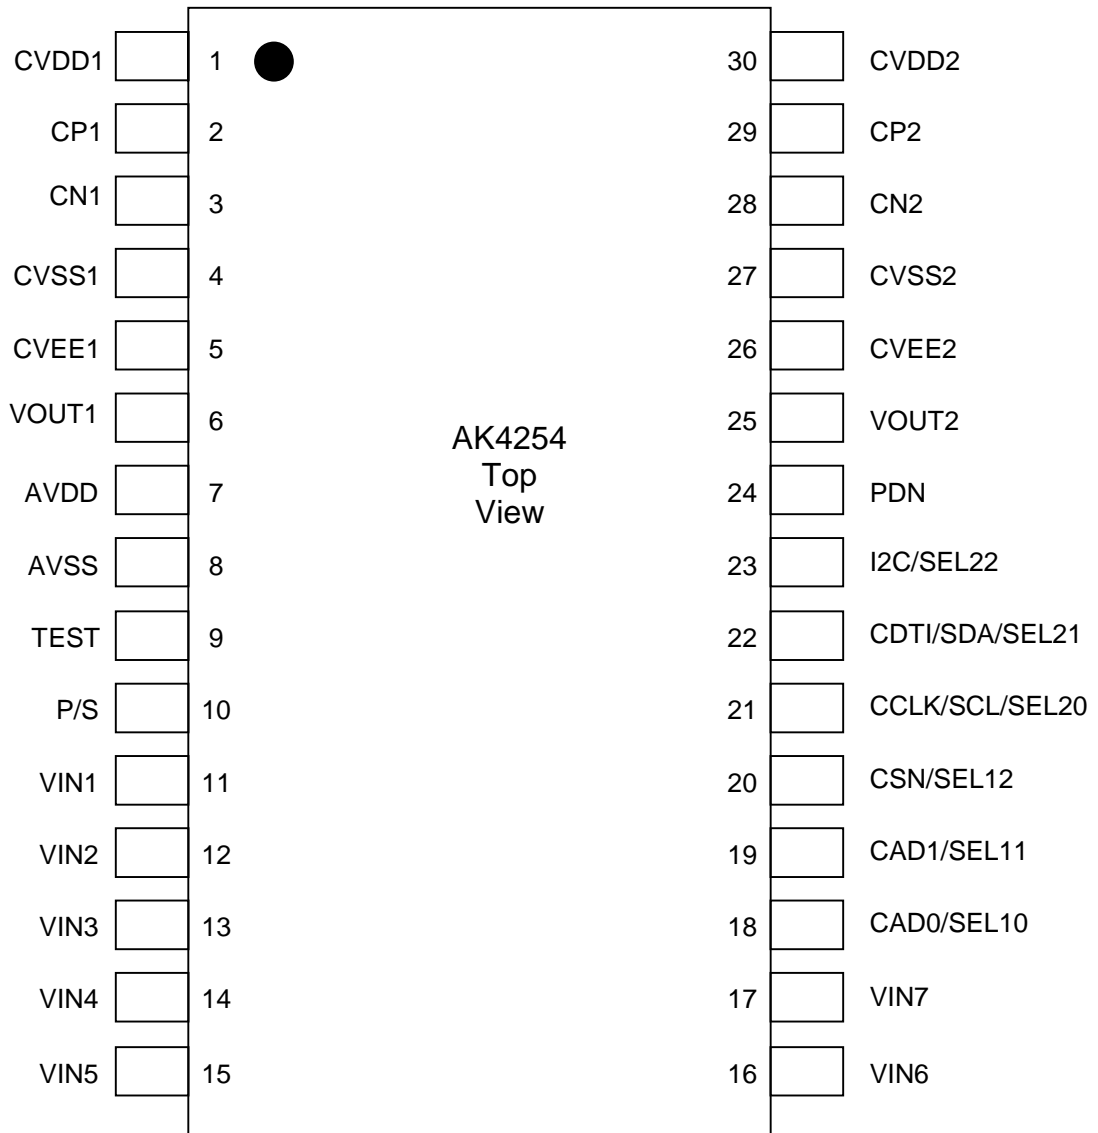 CVDD1 1 30 CVDD2
CP1 2 29 CP2
CN1 3 28 CN2
CVSS1 4 27 CVSS2
CVEE1 5 26 CVEE2
VOUT1 6 25 VOUT2
AK4254
Top
View
AVDD 7 24 PDN
AVSS 8 23 I2C/SEL22
TEST 9 22 CDTI/SDA/SEL21
P/S 10 21 CCLK/SCL/SEL20
VIN1 11 20 CSN/SEL12
VIN2 12 19 CAD1/SEL11
VIN3 13 18 CAD0/SEL10
VIN4 14 17 VIN7
VIN5 15 16 VIN6